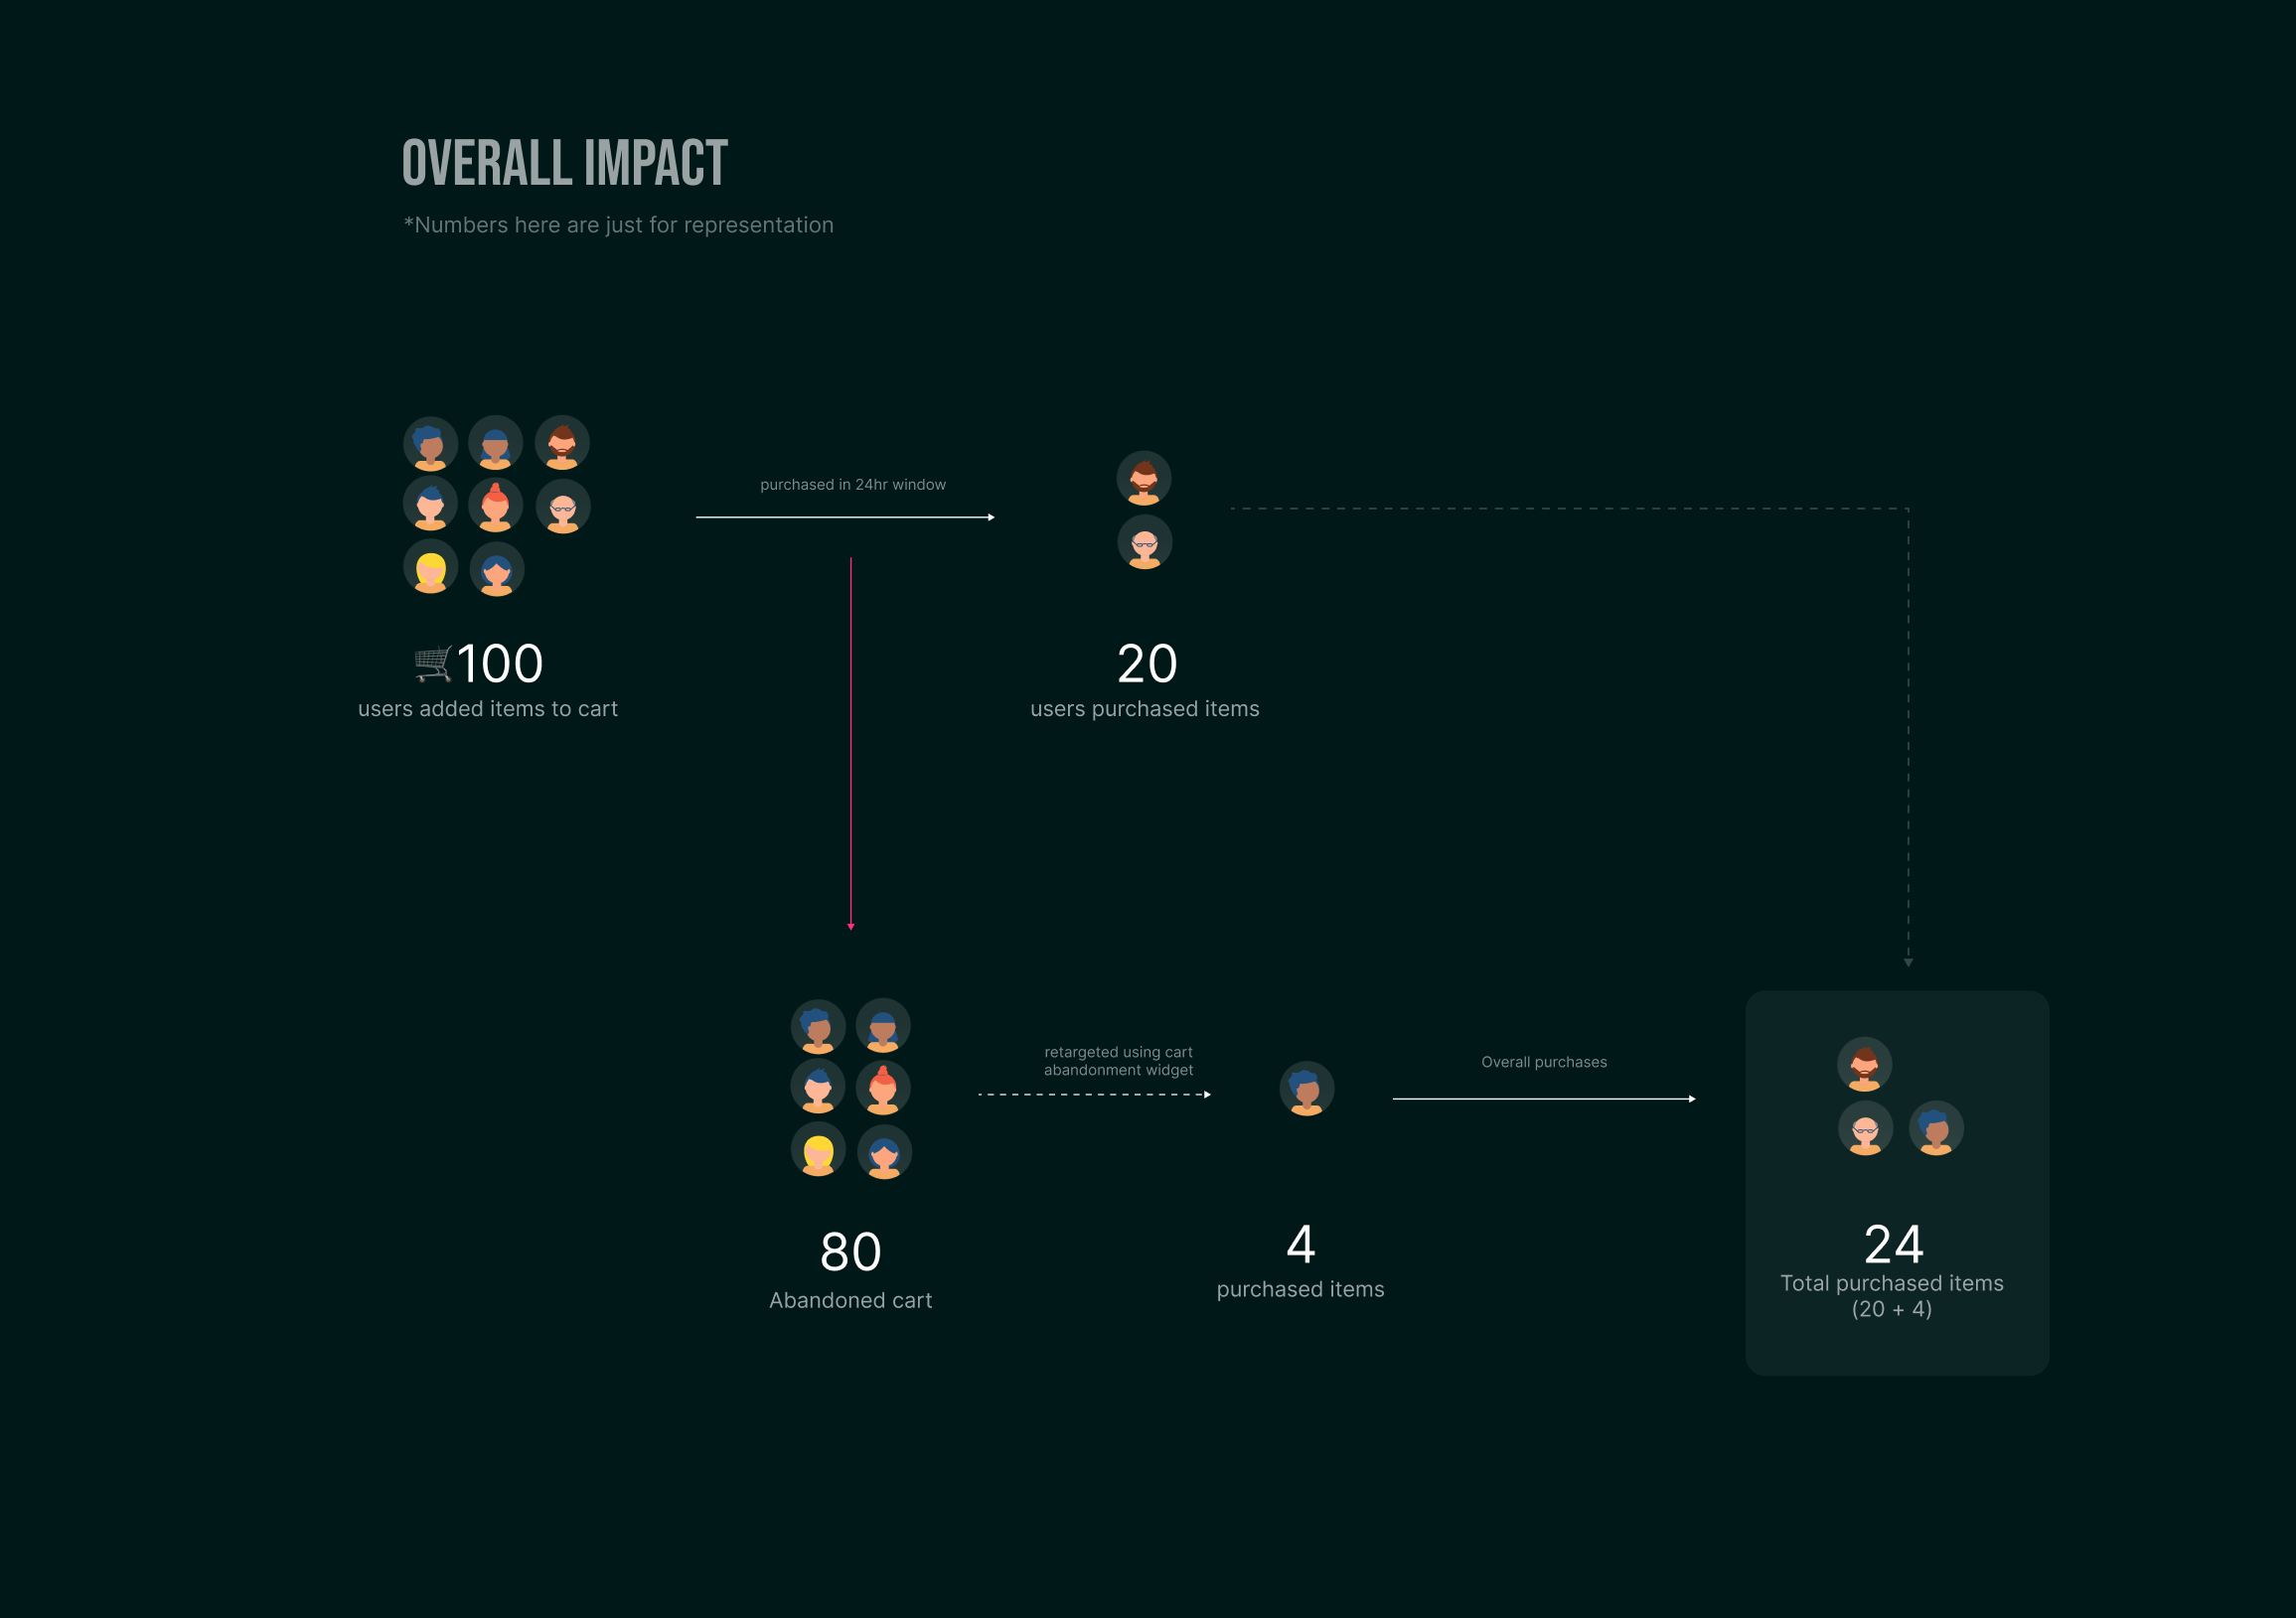 OVERALL IMPACT
*Numbers here are just for representation
purchased in 24hr window
100
users added items to cart
20
users purchased items
retargeted using cart
abandonment widget
Overall purchases
80
Abandoned cart
4
purchased items
24
Total purchased items
(20 + 4)